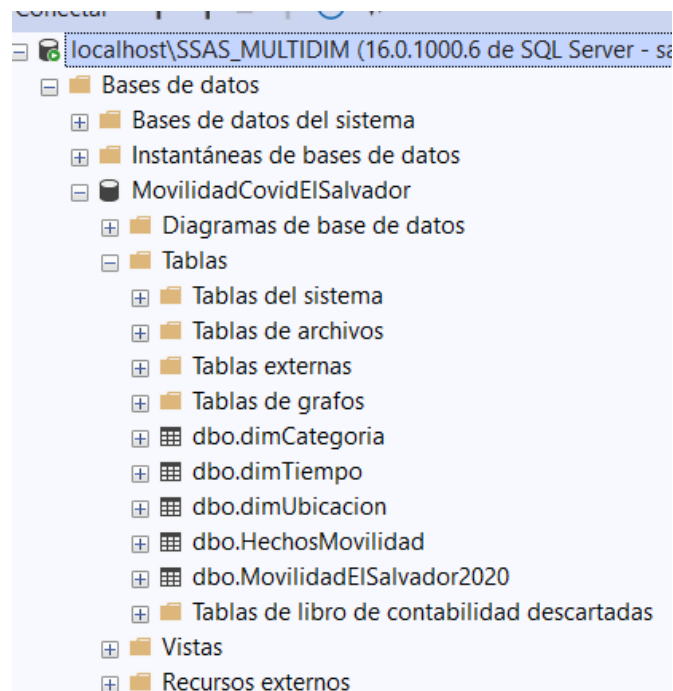 Conectar
localhost\SSAS_MULTIDIM (16.0.1000.6 de SQL Server - sa
Bases de datos
Bases de datos del sistema
Instantáneas de bases de datos
MovilidadCovidElSalvador
Diagramas de base de datos
Tablas
Tablas del sistema
Tablas de archivos
Tablas externas
Tablas de grafos
dbo.dimCategoria
dbo.dimTiempo
dbo.dimUbicacion
dbo.HechosMovilidad
dbo.MovilidadElSalvador2020
Tablas de libro de contabilidad descartadas
Vistas
Recursos externos